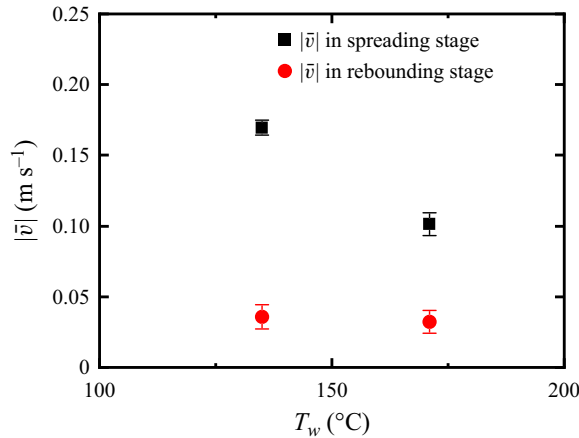 0.25
|v̄| in spreading stage
|v̄| in rebounding stage
0.20
0.15
|v̄| (m s⁻¹)
0.10
0.05
0
100
150
200
T_w (°C)